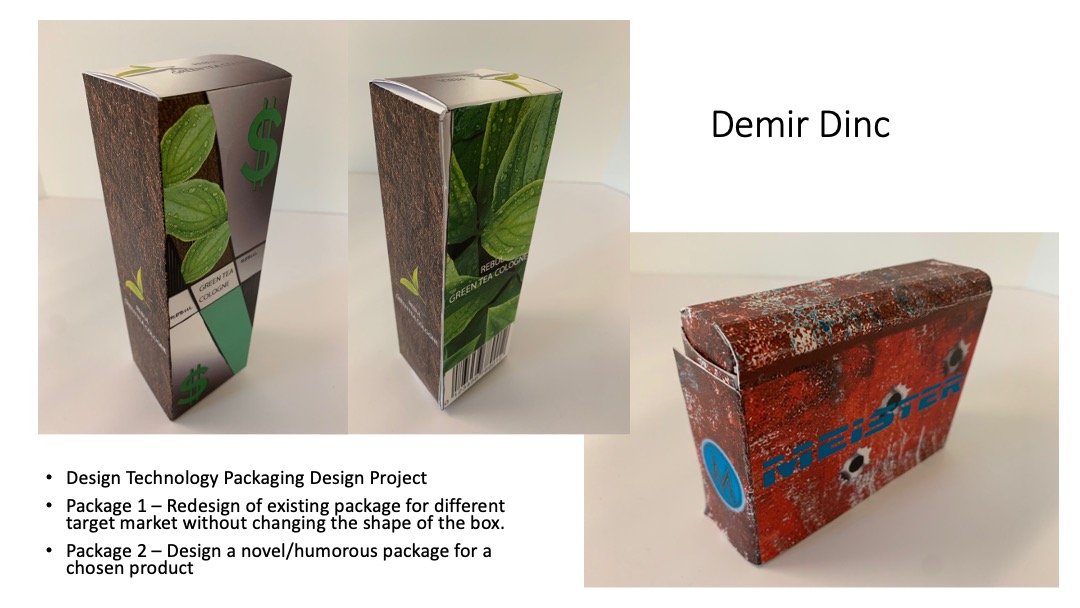 Demir Dinc
GREEN TEA
COLOGNE
GREEN TEA COLOGNE
MEISTER
• Design Technology Packaging Design Project
• Package 1 – Redesign of existing package for different
target market without changing the shape of the box.
• Package 2 – Design a novel/humorous package for a
chosen product